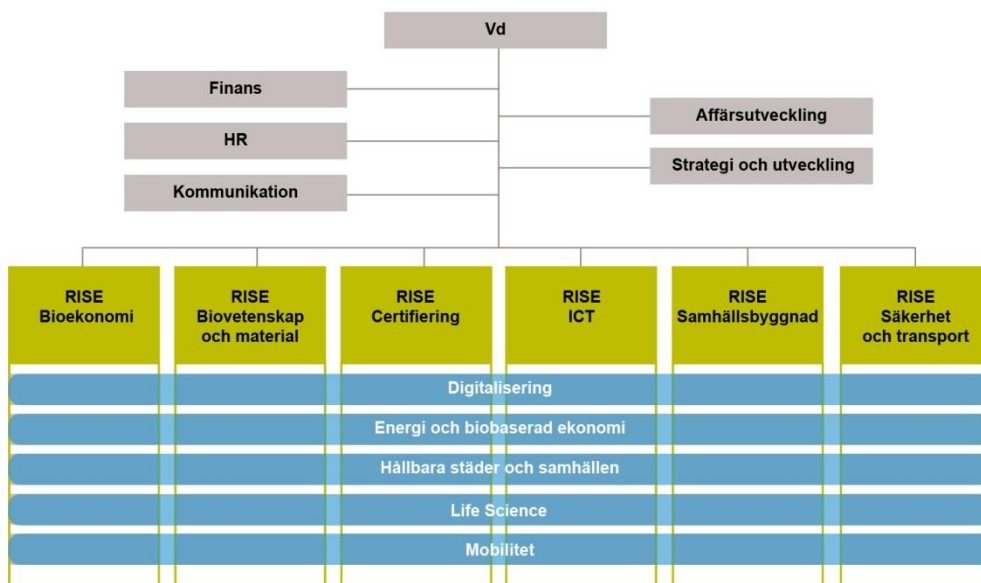 Vd
Finans
Affärsutveckling
HR
Strategi och utveckling
Kommunikation
RISE
Bioekonomi
RISE
Biovetenskap
och material
RISE
Certifiering
RISE
ICT
RISE
Samhällsbyggnad
RISE
Säkerhet
och transport
Digitalisering
Energi och biobaserad ekonomi
Hållbara städer och samhällen
Life Science
Mobilitet